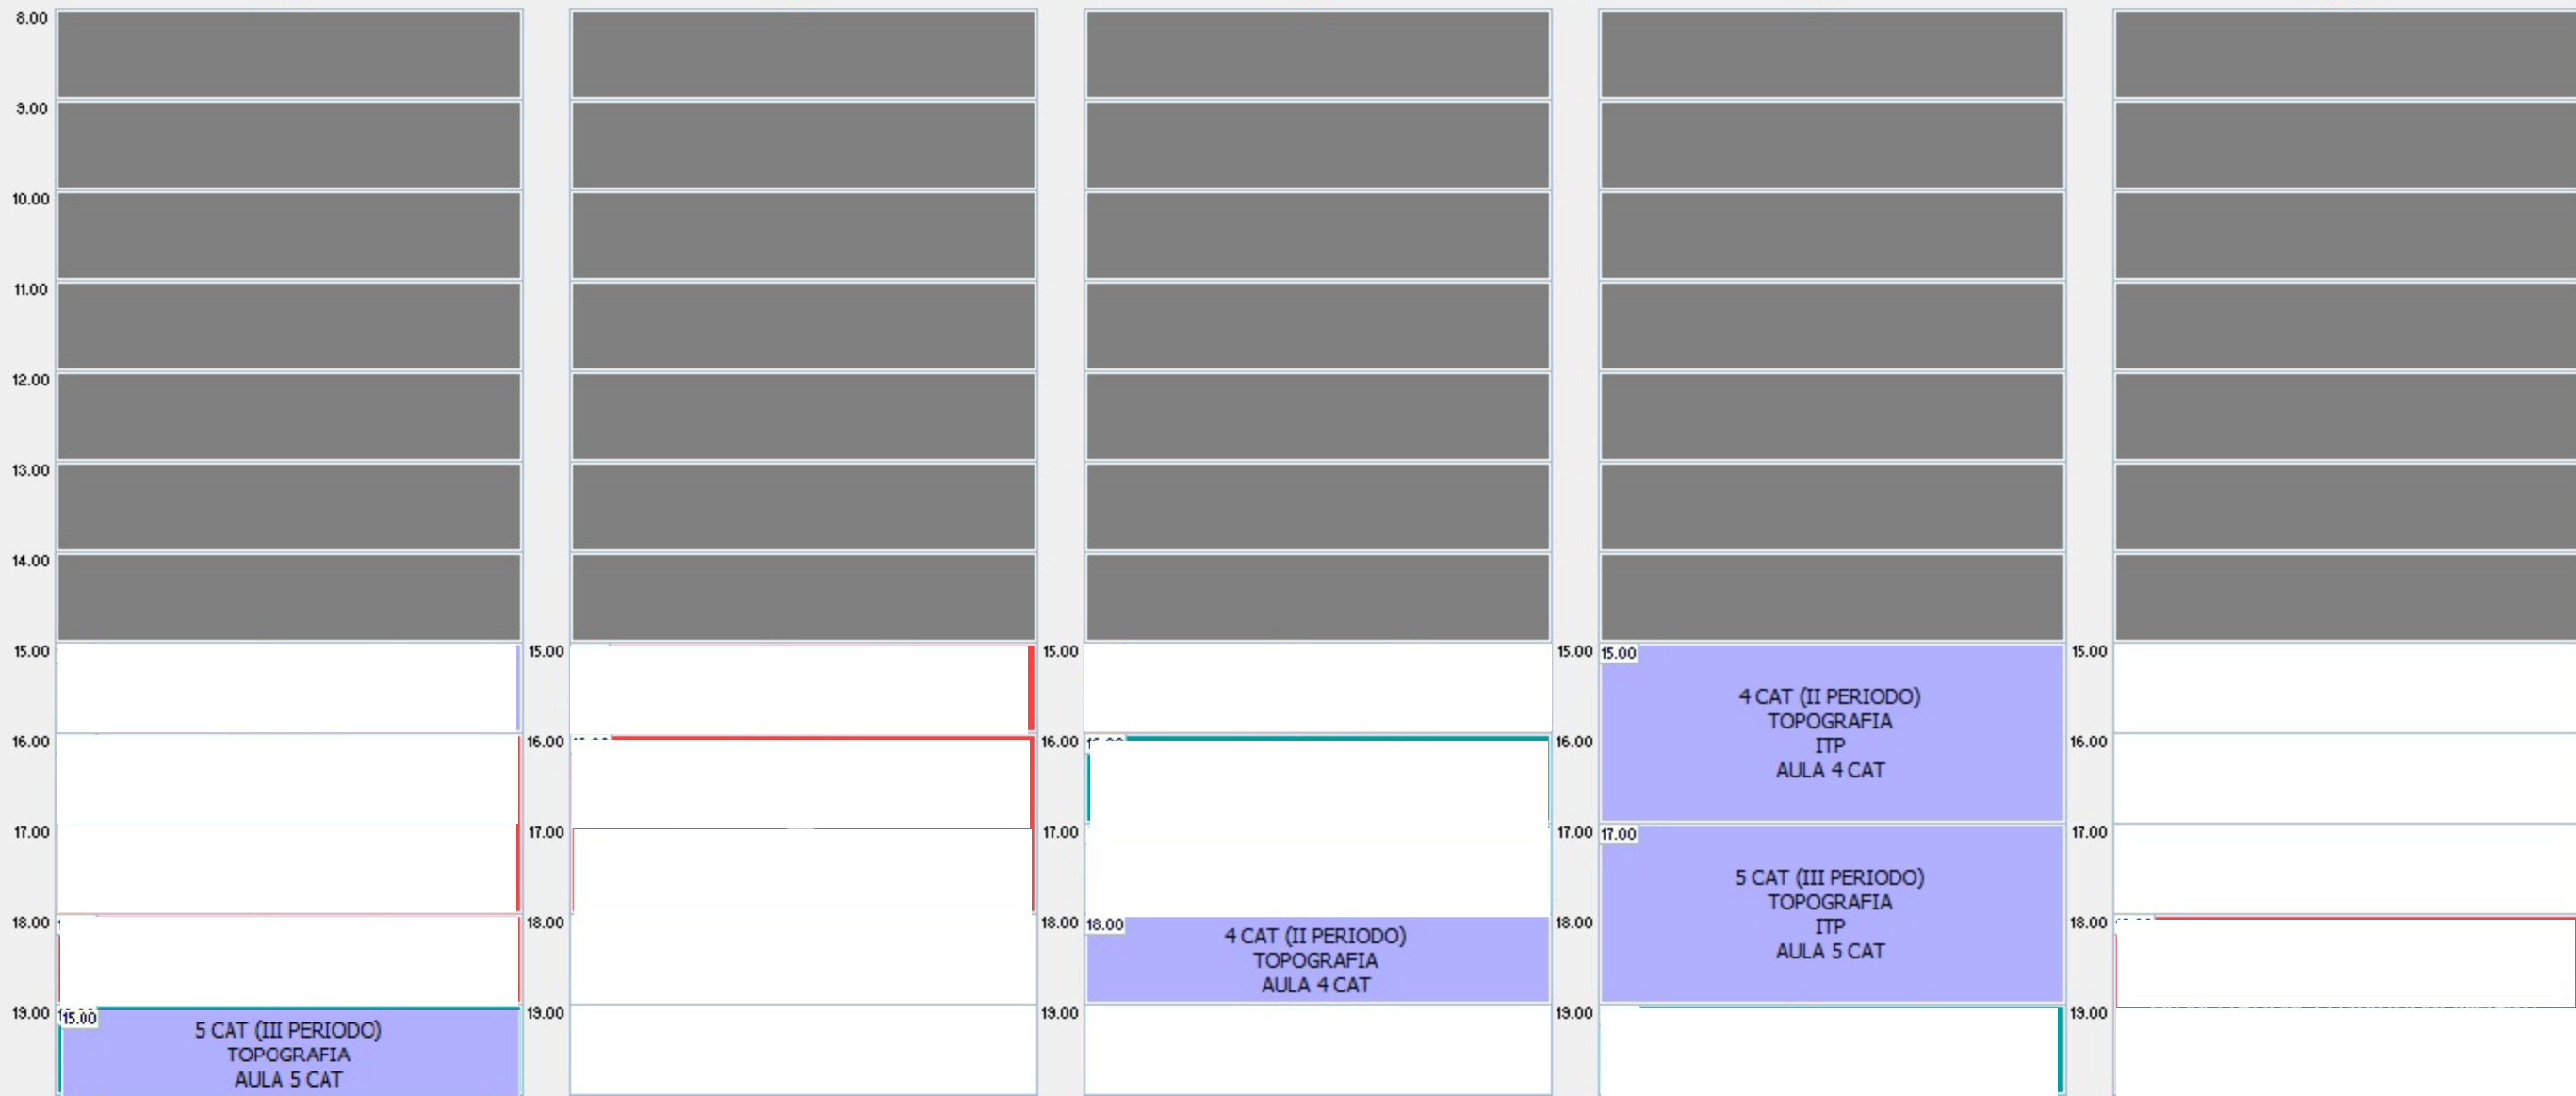 8.00
9.00
10.00
11.00
12.00
13.00
14.00
15.00 15.00 15.00 15.00 15.00 15.00
4 CAT (II PERIODO)
TOPOGRAFIA
ITP
AULA 4 CAT
16.00 16.00 16.00 16.00 16.00
17.00 17.00 17.00 17.00 17.00 17.00
5 CAT (III PERIODO)
TOPOGRAFIA
ITP
AULA 5 CAT
18.00 18.00 18.00 18.00 18.00 18.00
4 CAT (II PERIODO)
TOPOGRAFIA
AULA 4 CAT
19.00 15.00 19.00 19.00 19.00 19.00
5 CAT (III PERIODO)
TOPOGRAFIA
AULA 5 CAT